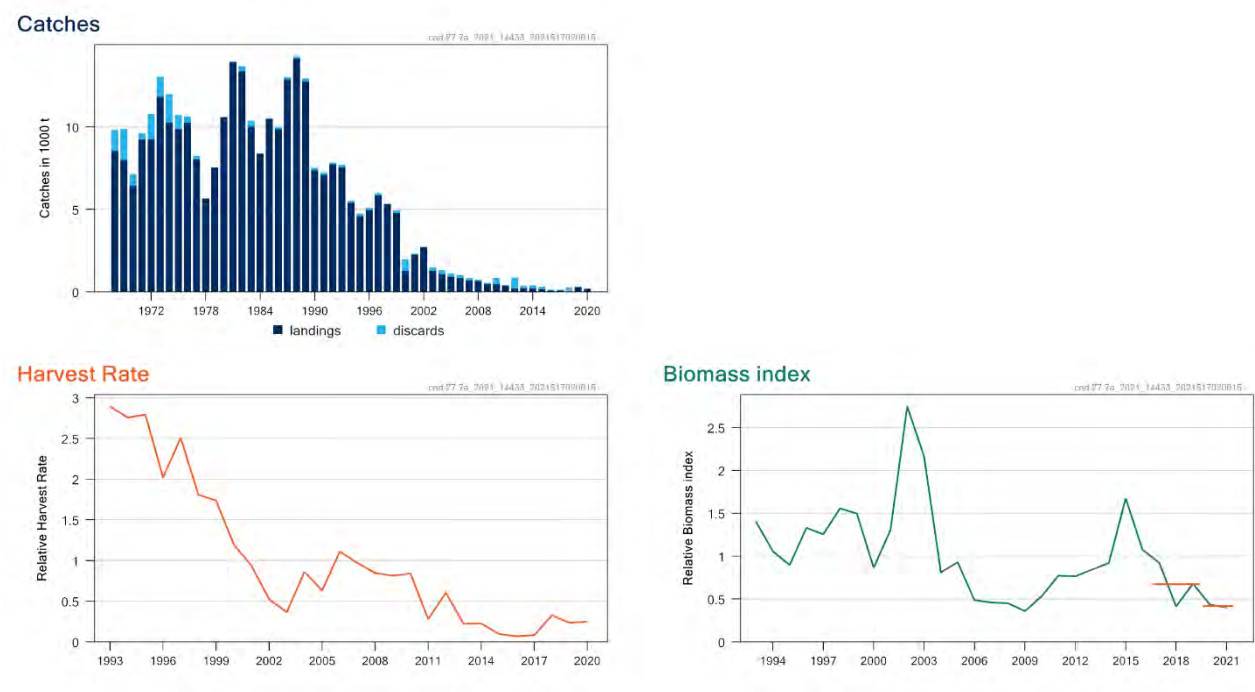 Catches
Catches in 1000 t
10
5
0
1972 1978 1984 1990 1996 2002 2008 2014 2020
landings discards
Harvest Rate
Relative Harvest Rate
3
2.5
2
1.5
1
0.5
0
1993 1996 1999 2002 2005 2008 2011 2014 2017 2020
Biomass index
Relative Biomass index
2.5
2
1.5
1
0.5
0
1994 1997 2000 2003 2006 2009 2012 2015 2018 2021